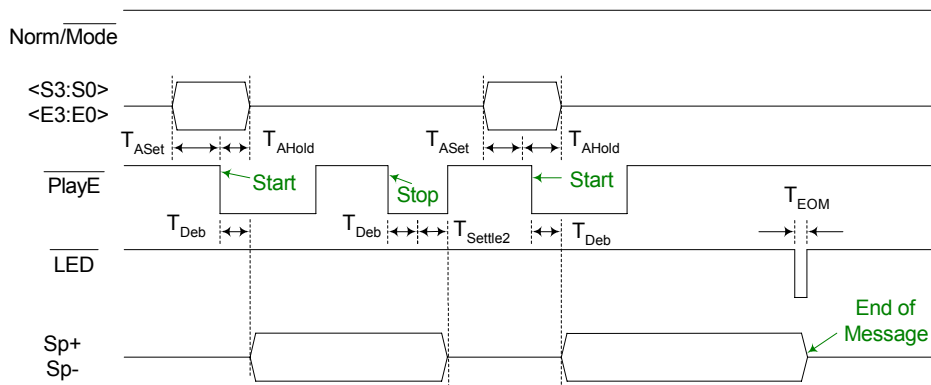 Norm/Mode
<S3:S0>
<E3:E0>
TASet
TAHold
TASet
TAHold
PlayE
Start
Stop
Start
TEOM
TDeb
TDeb
TSettle2
TDeb
LED
End of
Message
Sp+
Sp-